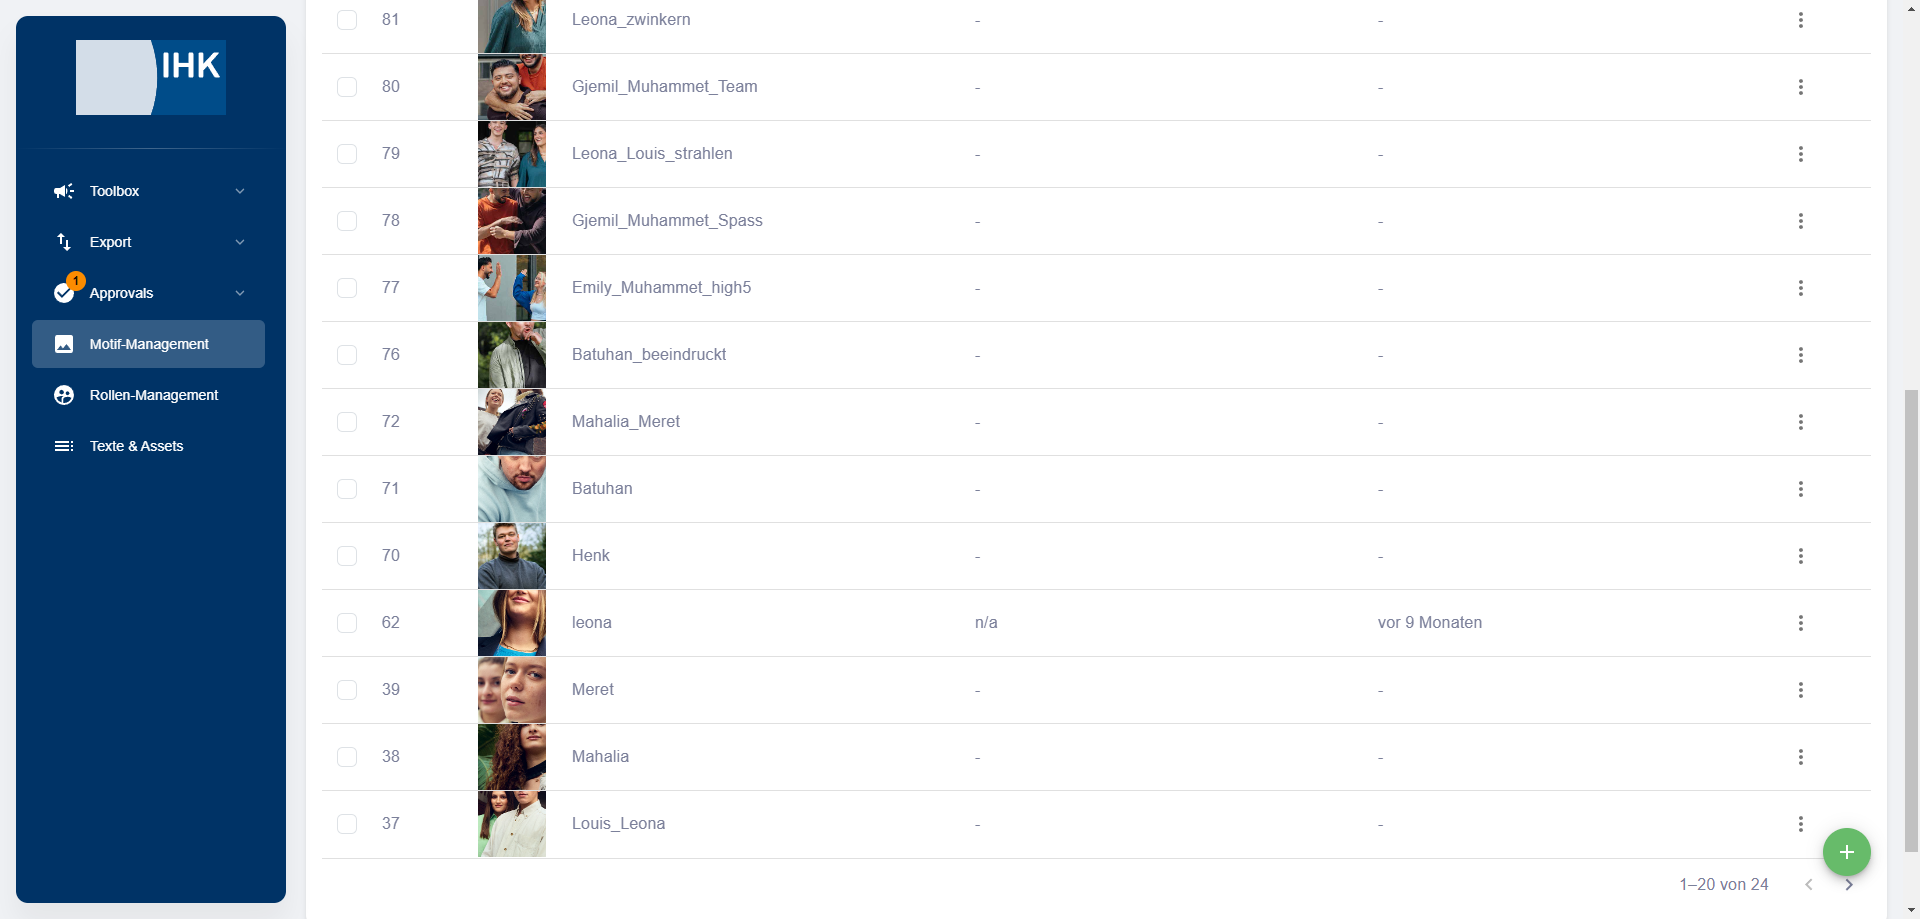 IHK
Toolbox
Export
1
Approvals
Motif-Management
Rollen-Management
Texte & Assets
81 Leona_zwinkern - -
80 Gjemil_Muhammet_Team - -
79 Leona_Louis_strahlen - -
78 Gjemil_Muhammet_Spass - -
77 Emily_Muhammet_high5 - -
76 Batuhan_beeindruckt - -
72 Mahalia_Meret - -
71 Batuhan - -
70 Henk - -
62 leona n/a vor 9 Monaten
39 Meret - -
38 Mahalia - -
37 Louis_Leona - -
1–20 von 24